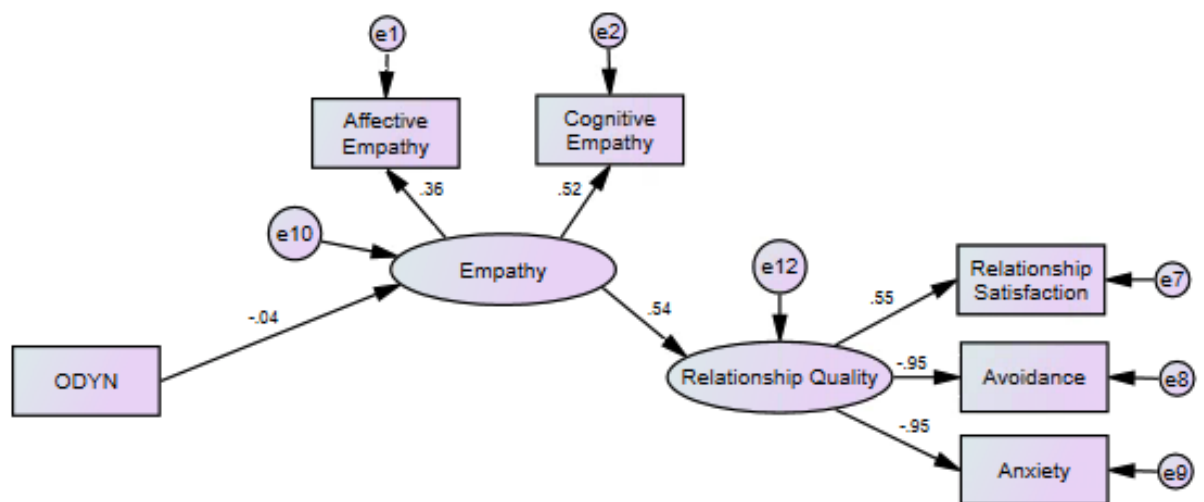 e1
e2
Affective
Empathy
Cognitive
Empathy
.36
.52
e10
Empathy
e12
Relationship
Satisfaction
e7
.55
.54
-.04
ODYN
Relationship Quality
-.95
Avoidance
e8
-.95
Anxiety
e9